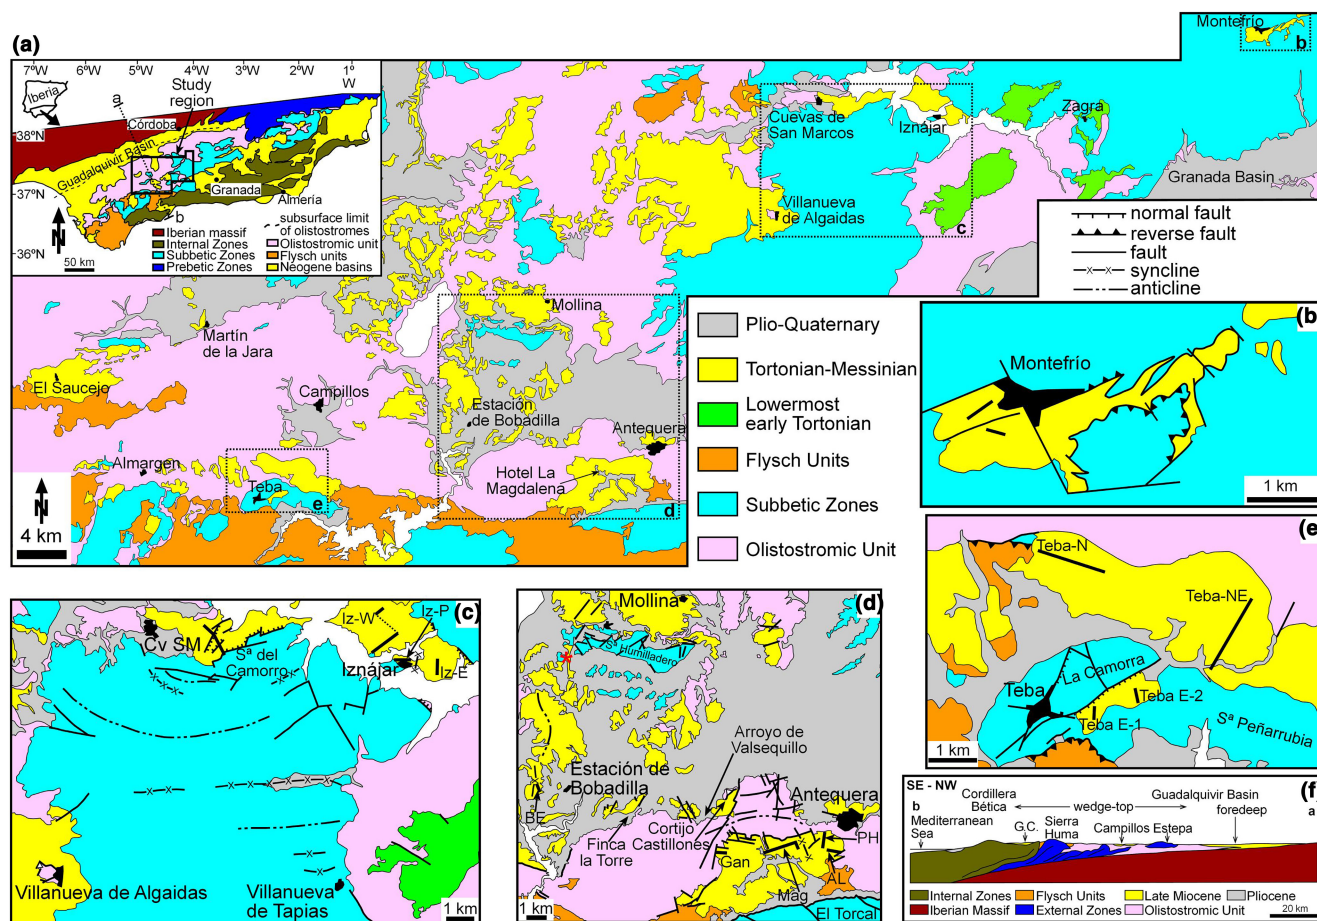 (a)
7°W 6°W 5°W 4°W 3°W 2°W 1°W
Iberia
a
Study
region
38°N
37°N
36°N
Córdoba
Guadalquivir Basin
Granada
Almería
b
N
50 km
subsurface limit
of olistostromes
Iberian massif
Internal Zones
Subbetic Zones
Prebetic Zones
Olistostromic unit
Flysch units
Neogene basins
Montefrío
b
Cuevas de
San Marcos
Iznájar
Zagra
Granada Basin
Villanueva
de Algaidas
c
Mollina
Martín
de la Jara
El Saucejo
Campillos
Estación
de Bobadilla
Antequera
Almargen
Hotel La
Magdalena
Teba
e
d
N
4 km
normal fault
reverse fault
fault
syncline
anticline
Plio-Quaternary
Tortonian-Messinian
Lowermost
early Tortonian
Flysch Units
Subbetic Zones
Olistostromic Unit
(b)
Montefrío
1 km
(c)
Cv SM
Sª del
Camorro
Iz-W
Iz-P
Iznájar
Iz-E
Villanueva de Algaidas
Villanueva
de Tapias
1 km
(d)
Mollina
Sª Humilladero
Arroyo de
Valsequillo
Estación de
Bobadilla
BE
Antequera
Finca
la Torre
Cortijo
Castillones
Gan
PH
Mag
AL
El Torcal
1 km
(e)
Teba-N
Teba-NE
La Camorra
Teba
Teba E-2
Teba E-1
Sª Peñarrubia
1 km
(f)
SE - NW
b
Mediterranean
Sea
Cordillera
Bética
wedge-top
Guadalquivir Basin
foredeep
a
G.C.
Sierra
Huma
Campillos
Estepa
Internal Zones
Flysch Units
Late Miocene
Pliocene
Iberian Massif
External Zones
Olistostromic Unit
20 km